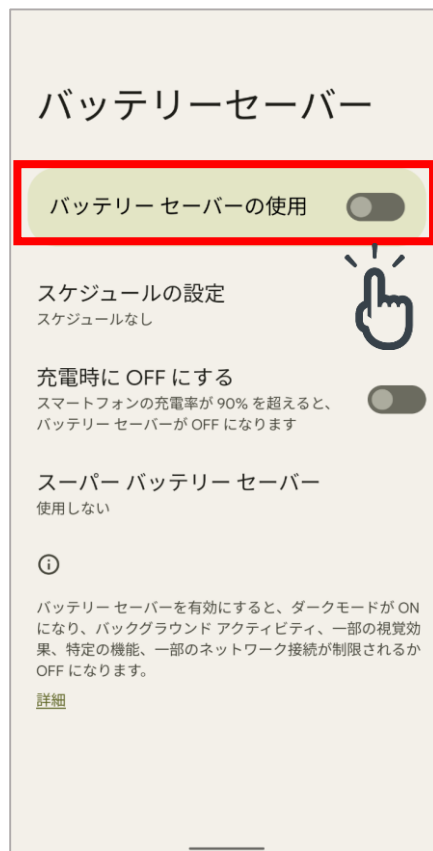 バッテリーセーバー
バッテリー セーバーの使用
スケジュールの設定
スケジュールなし
充電時に OFF にする
スマートフォンの充電率が 90% を超えると、
バッテリー セーバーが OFF になります
スーパー バッテリー セーバー
使用しない
バッテリー セーバーを有効にすると、ダークモードが ON
になり、バックグラウンド アクティビティ、一部の視覚効
果、特定の機能、一部のネットワーク接続が制限されるか
OFF になります。
詳細